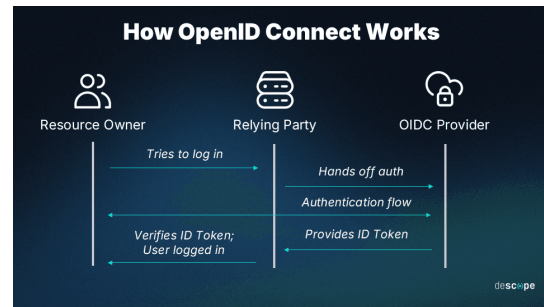 How OpenID Connect Works
Resource Owner
Relying Party
OIDC Provider
Tries to log in
Hands off auth
Authentication flow
Verifies ID Token;
User logged in
Provides ID Token
descope